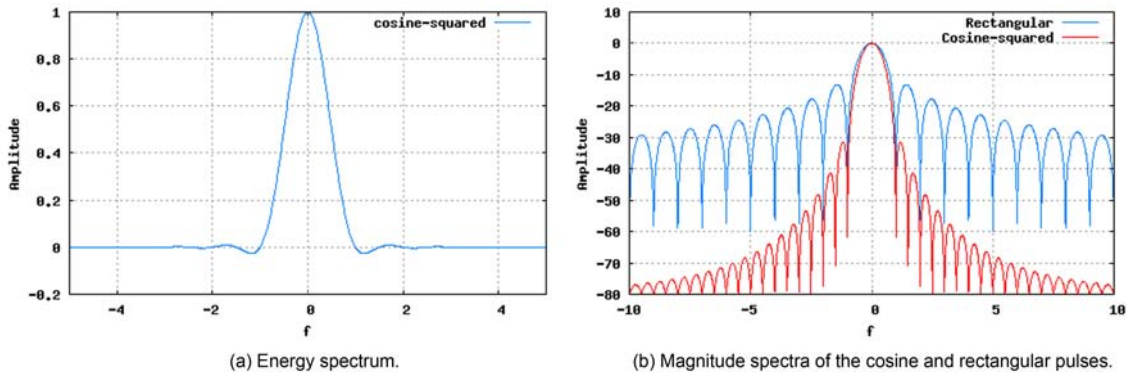 1
0.8
0.6
0.4
0.2
0
-0.2
Amplitude
cosine-squared
-4 -2 0 2 4
f
(a) Energy spectrum.
10
0
-10
-20
-30
-40
-50
-60
-70
-80
Amplitude
Rectangular
Cosine-squared
-10 -5 0 5 10
f
(b) Magnitude spectra of the cosine and rectangular pulses.